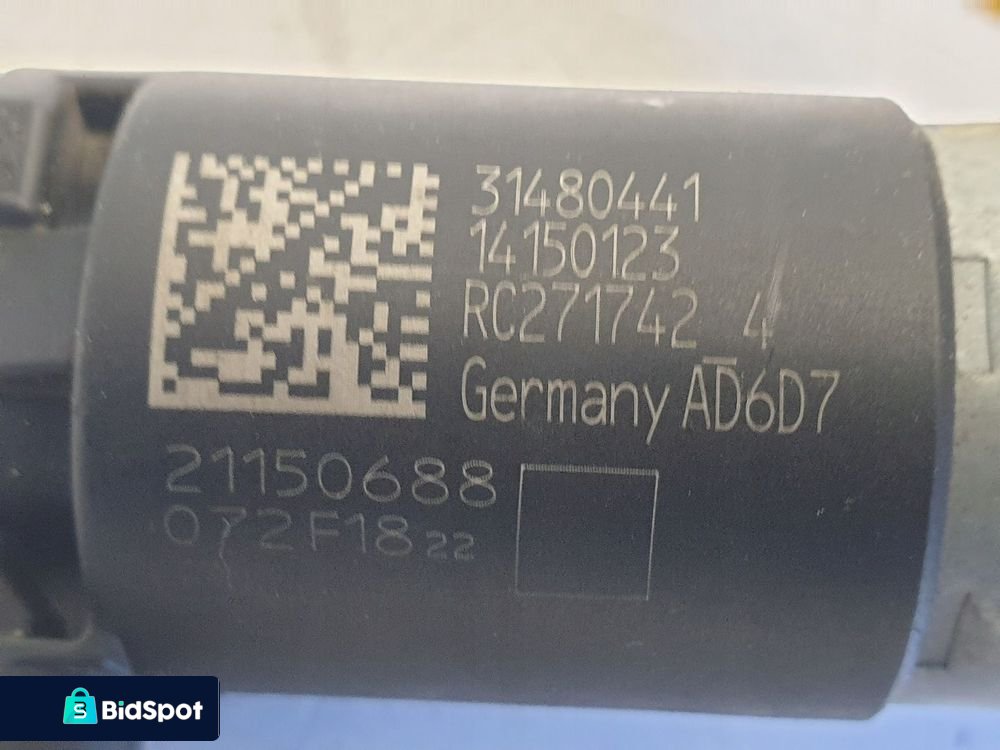 31480441
14150123
RC271742 4
Germany AD6D7
21150688
072F18 22
BidSpot